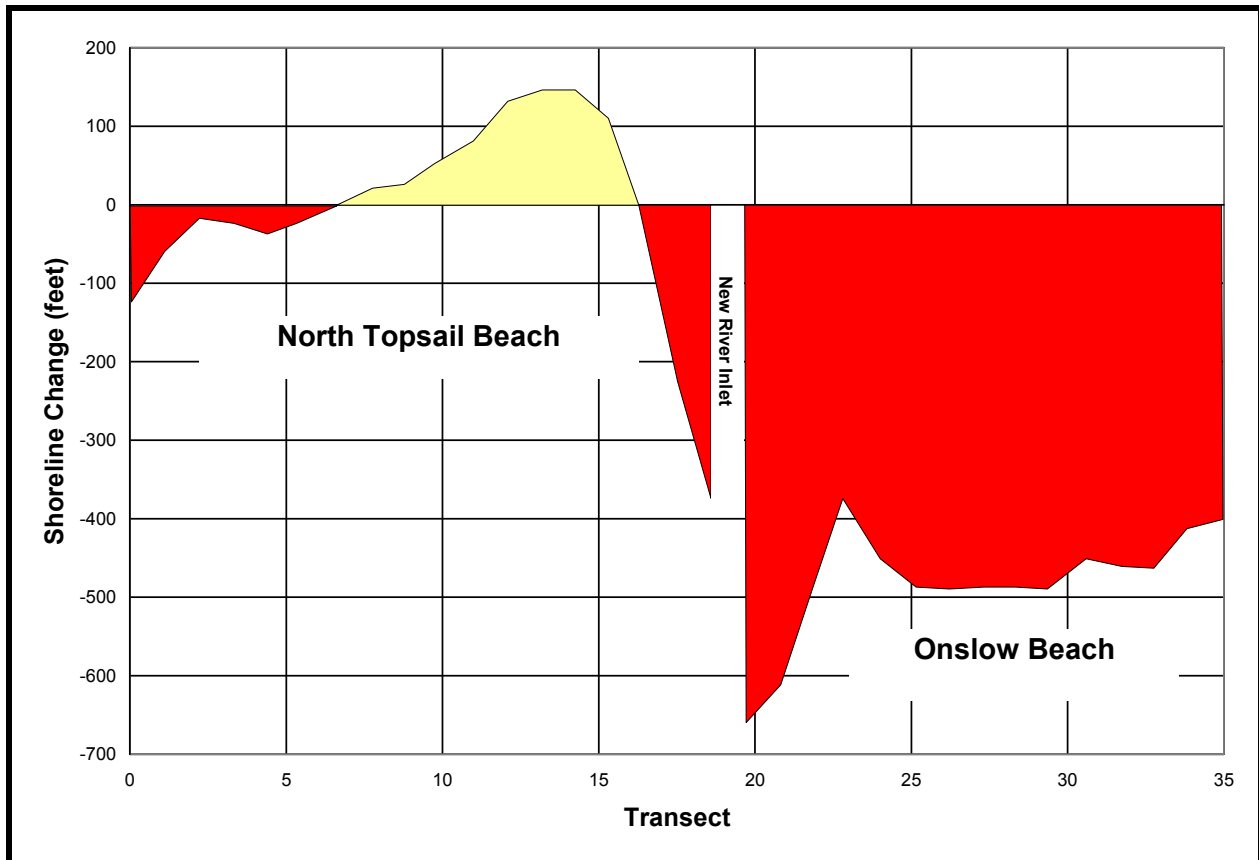 200
100
0
-100
-200
-300
-400
-500
-600
-700
Shoreline Change (feet)
North Topsail Beach
New River Inlet
Onslow Beach
0 5 10 15 20 25 30 35
Transect